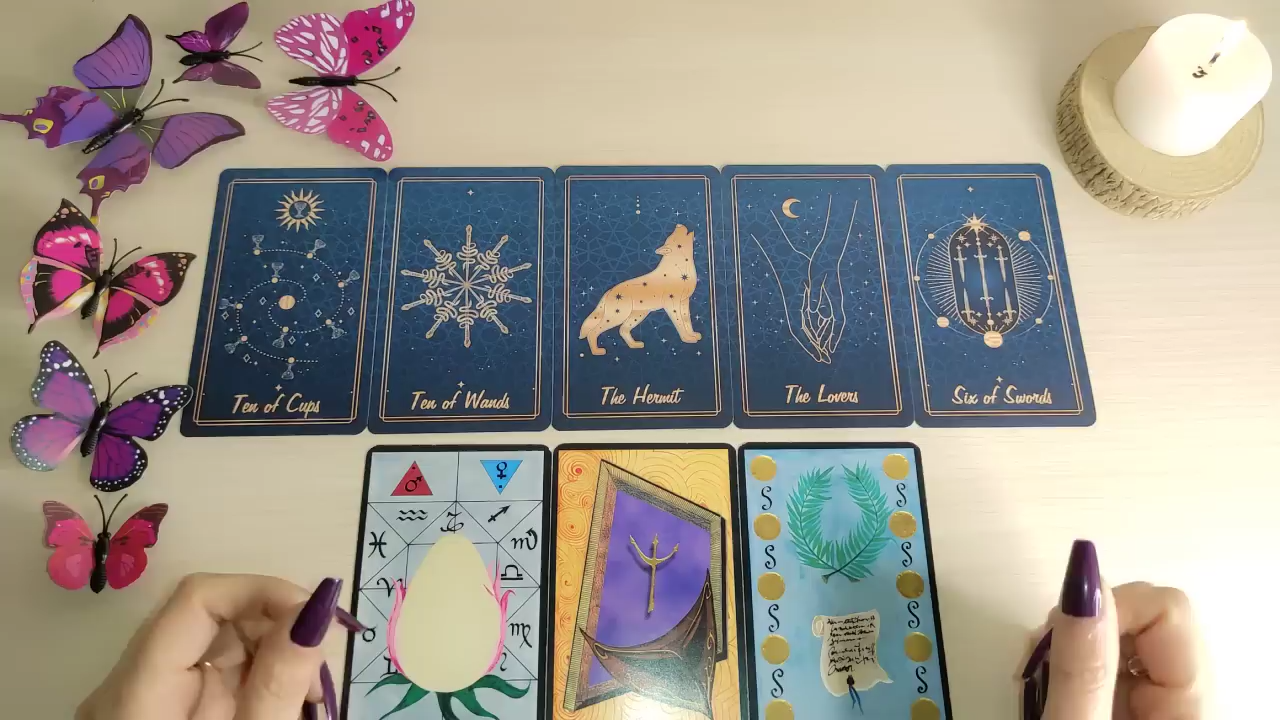 Ten of Cups
Ten of Wands
The Hermit
The Lovers
Six of Swords